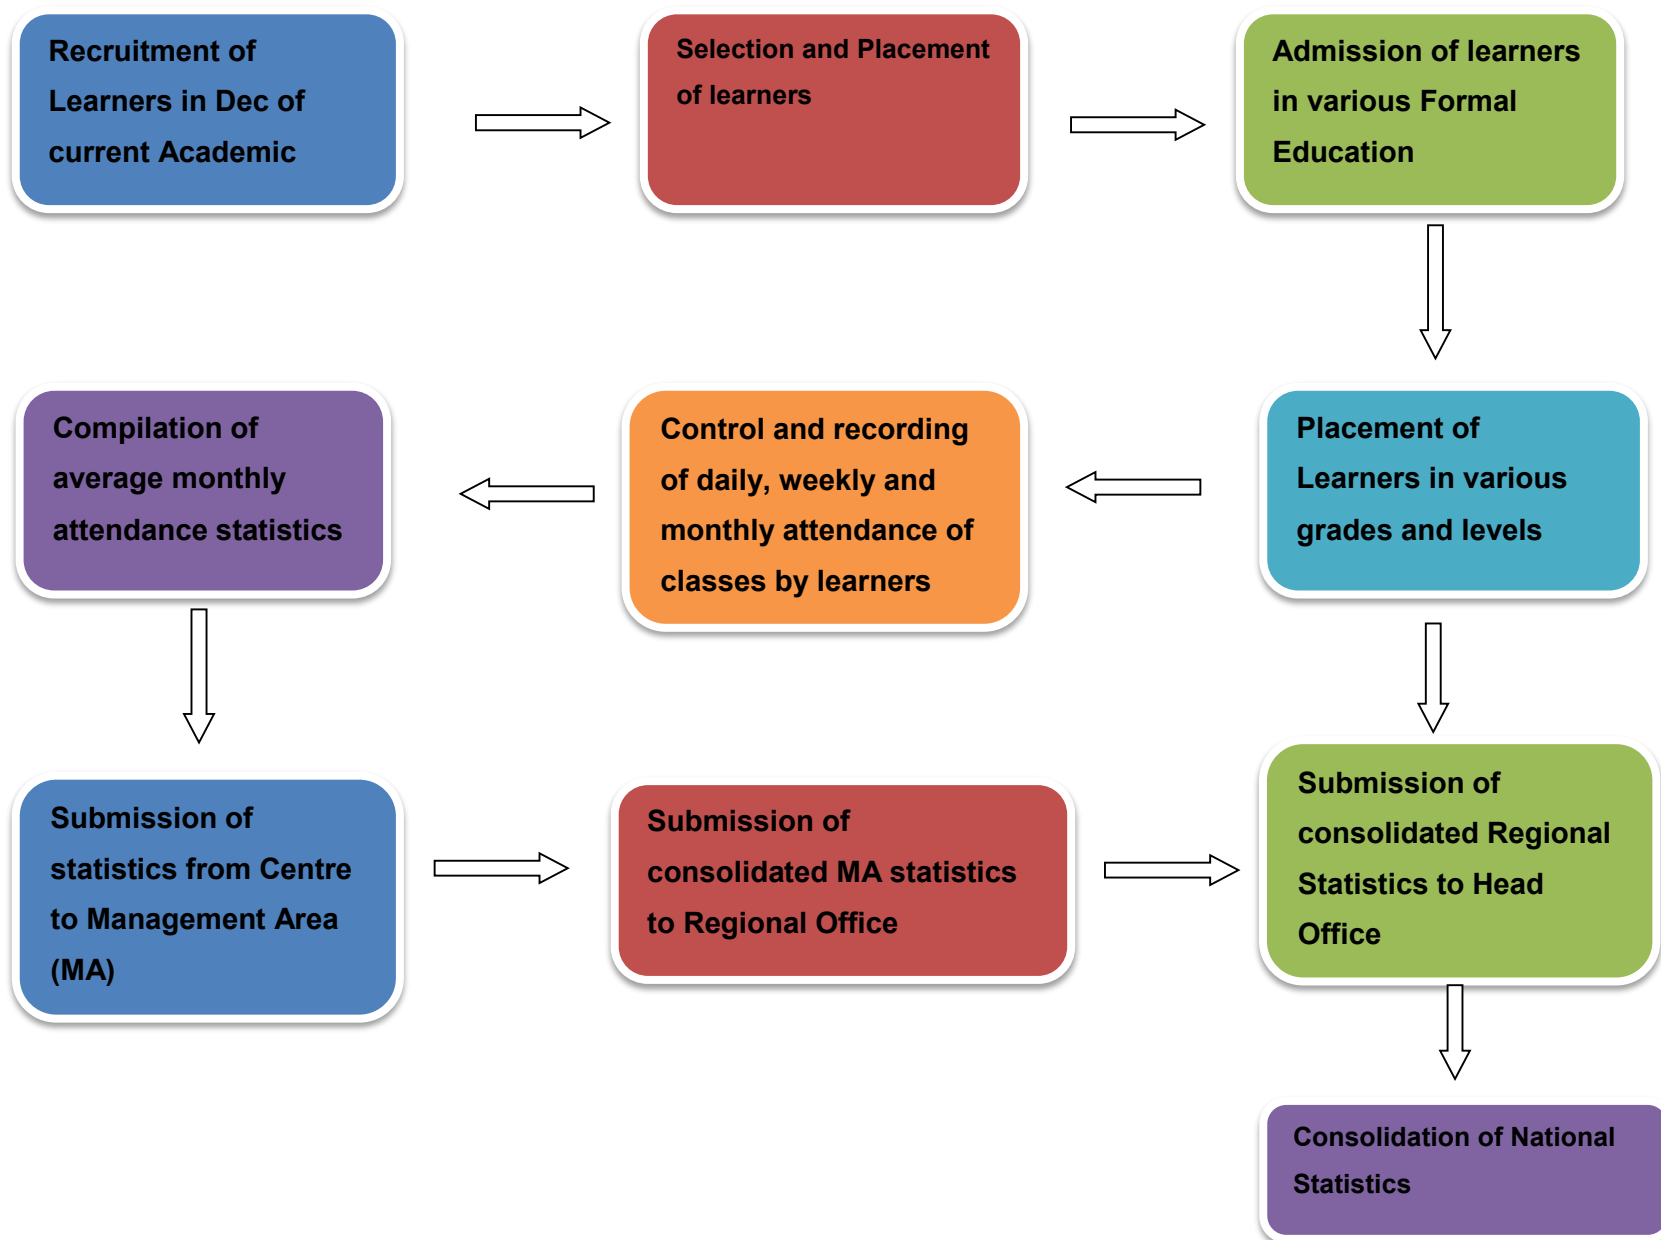 Recruitment of
Learners in Dec of
current Academic
Selection and Placement
of learners
Admission of learners
in various Formal
Education
Compilation of
average monthly
attendance statistics
Control and recording
of daily, weekly and
monthly attendance of
classes by learners
Placement of
Learners in various
grades and levels
Submission of
statistics from Centre
to Management Area
(MA)
Submission of
consolidated MA statistics
to Regional Office
Submission of
consolidated Regional
Statistics to Head
Office
Consolidation of National
Statistics